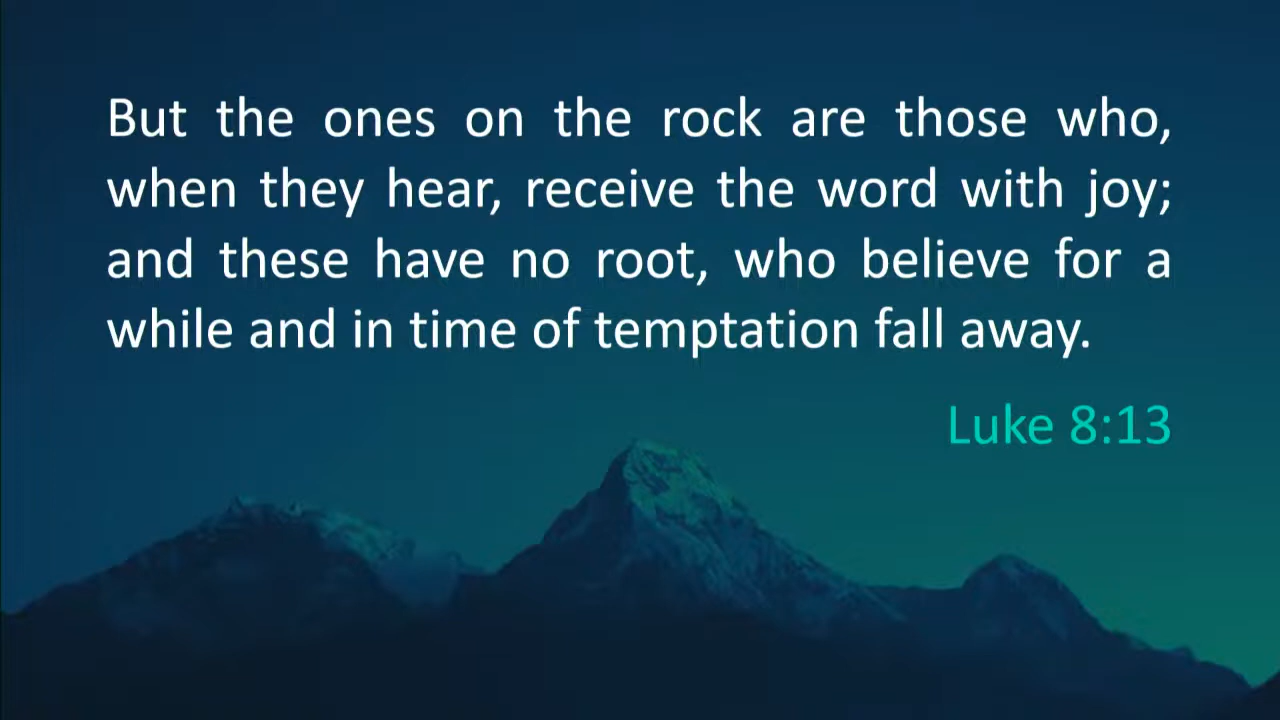 But the ones on the rock are those who,
when they hear, receive the word with joy;
and these have no root, who believe for a
while and in time of temptation fall away.
Luke 8:13